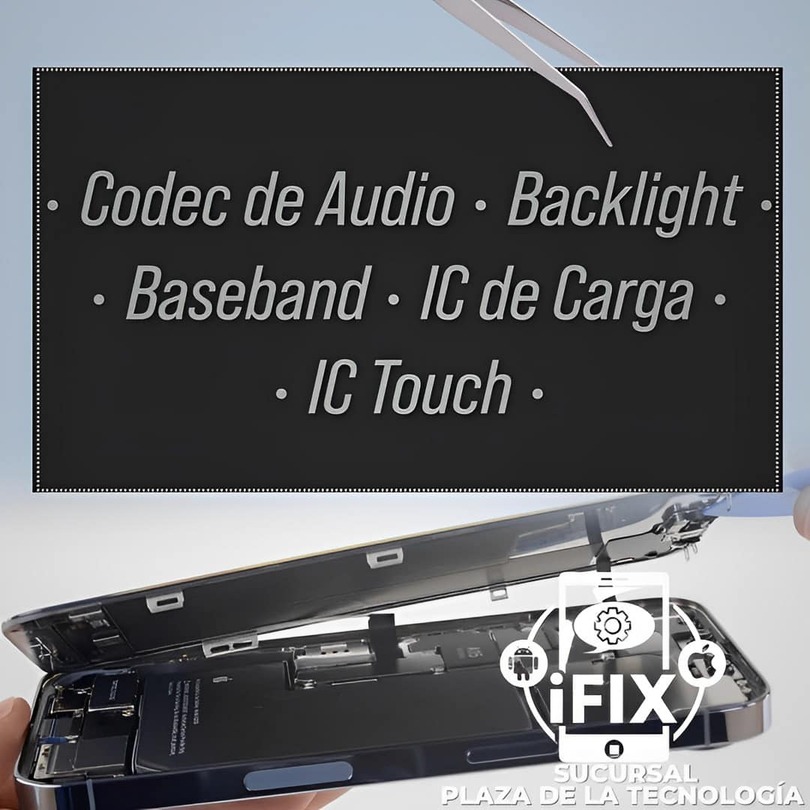 · Codec de Audio · Backlight ·
· Baseband · IC de Carga ·
· IC Touch ·
iFIX
SUCURSAL
PLAZA DE LA TECNOLOGÍA